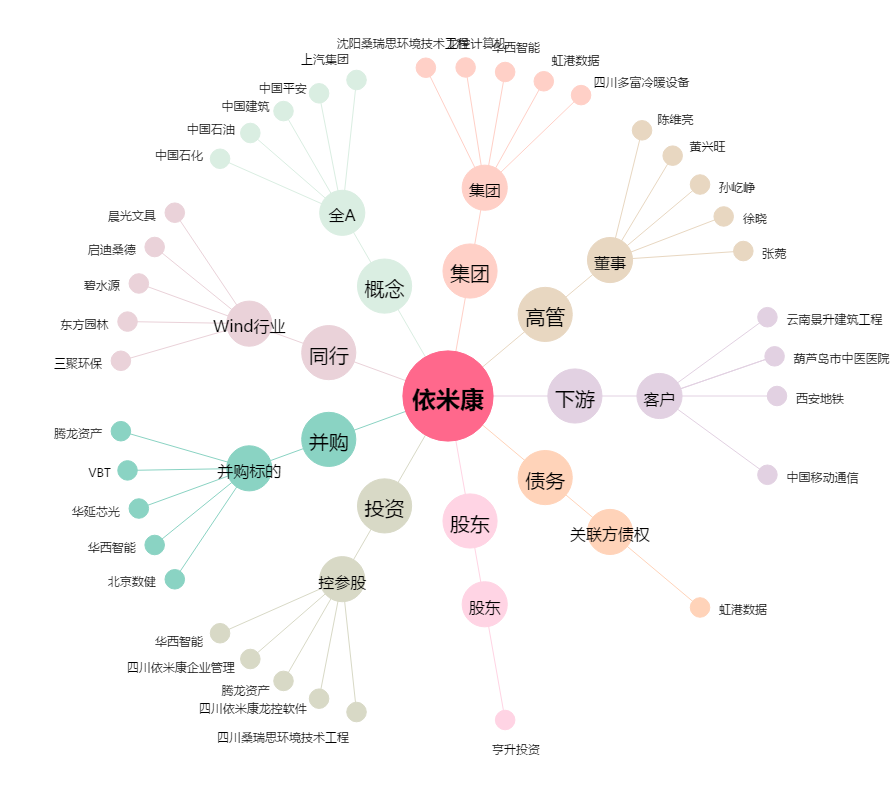 沈阳桑瑞思环境技术工程
计算机
华西智能
虹港数据
四川多富冷暖设备
上汽集团
中国平安
中国建筑
中国石油
中国石化
全A
概念
集团
集团
陈维亮
黄兴旺
孙屹峥
徐晓
张菀
董事
高管
晨光文具
启迪桑德
碧水源
东方园林
三聚环保
Wind行业
同行
依米康
下游
客户
云南景升建筑工程
葫芦岛市中医医院
西安地铁
中国移动通信
腾龙资产
VBT
华延芯光
华西智能
北京数健
并购标的
并购
投资
控参股
华西智能
四川依米康企业管理
腾龙资产
四川依米康龙控软件
四川桑瑞思环境技术工程
股东
股东
亨升投资
债务
关联方债权
虹港数据